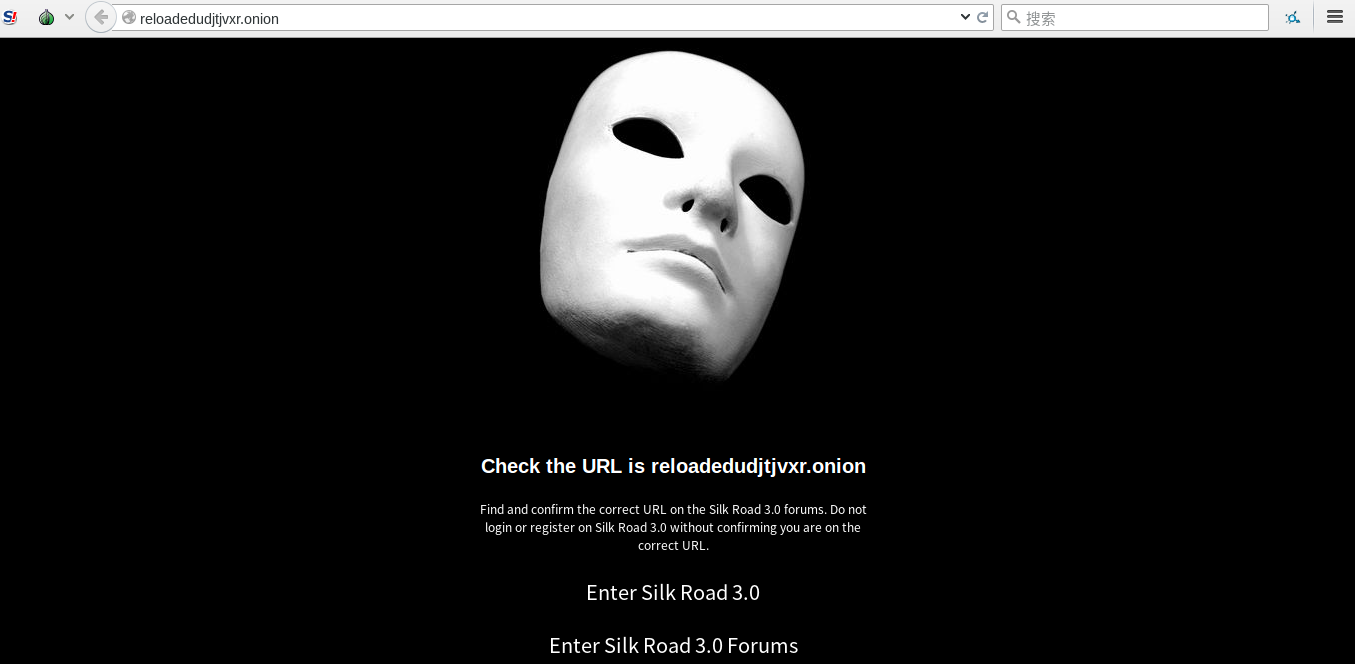 reloadedudjtjvxr.onion
搜索
Check the URL is reloadedudjtjvxr.onion
Find and confirm the correct URL on the Silk Road 3.0 forums. Do not
login or register on Silk Road 3.0 without confirming you are on the
correct URL.
Enter Silk Road 3.0
Enter Silk Road 3.0 Forums